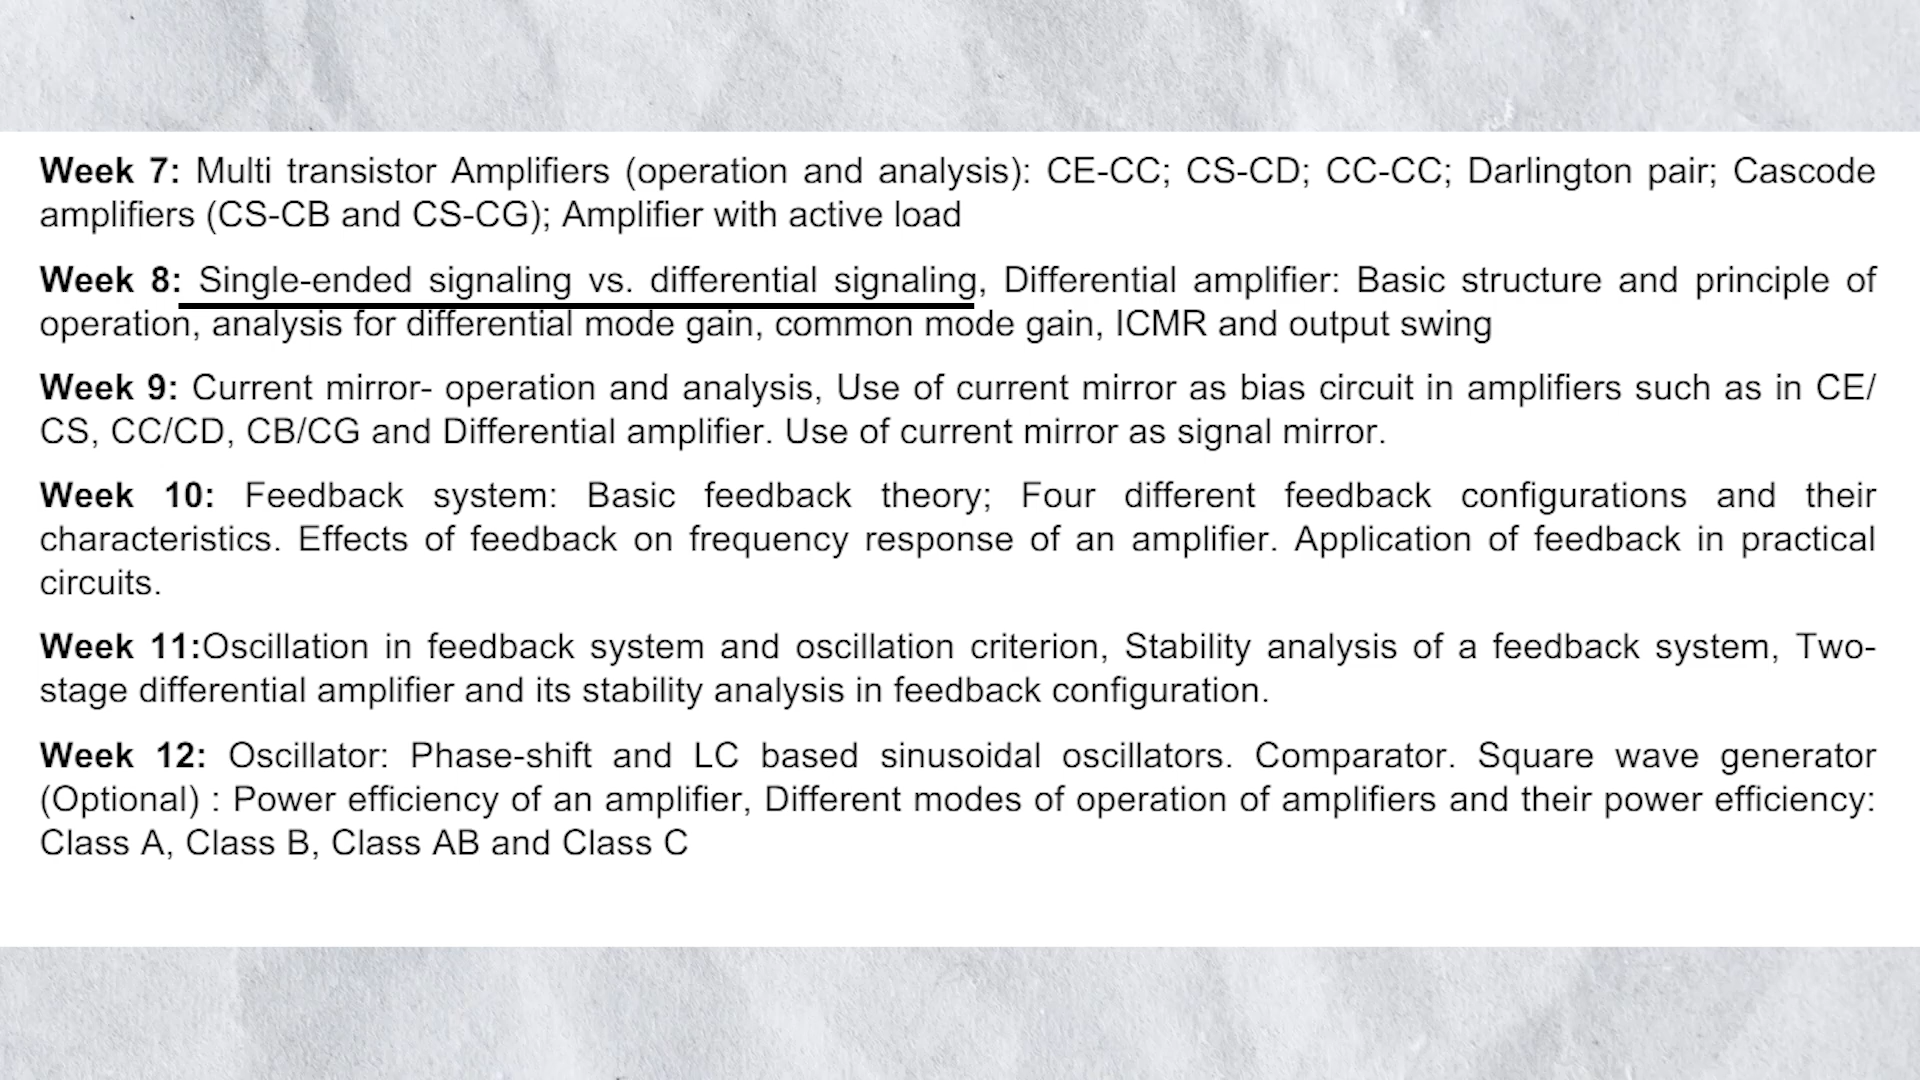 Week 7: Multi transistor Amplifiers (operation and analysis): CE-CC; CS-CD; CC-CC; Darlington pair; Cascode
amplifiers (CS-CB and CS-CG); Amplifier with active load
Week 8: Single-ended signaling vs. differential signaling, Differential amplifier: Basic structure and principle of
operation, analysis for differential mode gain, common mode gain, ICMR and output swing
Week 9: Current mirror- operation and analysis, Use of current mirror as bias circuit in amplifiers such as in CE/
CS, CC/CD, CB/CG and Differential amplifier. Use of current mirror as signal mirror.
Week 10: Feedback system: Basic feedback theory; Four different feedback configurations and their
characteristics. Effects of feedback on frequency response of an amplifier. Application of feedback in practical
circuits.
Week 11:Oscillation in feedback system and oscillation criterion, Stability analysis of a feedback system, Two-
stage differential amplifier and its stability analysis in feedback configuration.
Week 12: Oscillator: Phase-shift and LC based sinusoidal oscillators. Comparator. Square wave generator
(Optional) : Power efficiency of an amplifier, Different modes of operation of amplifiers and their power efficiency:
Class A, Class B, Class AB and Class C